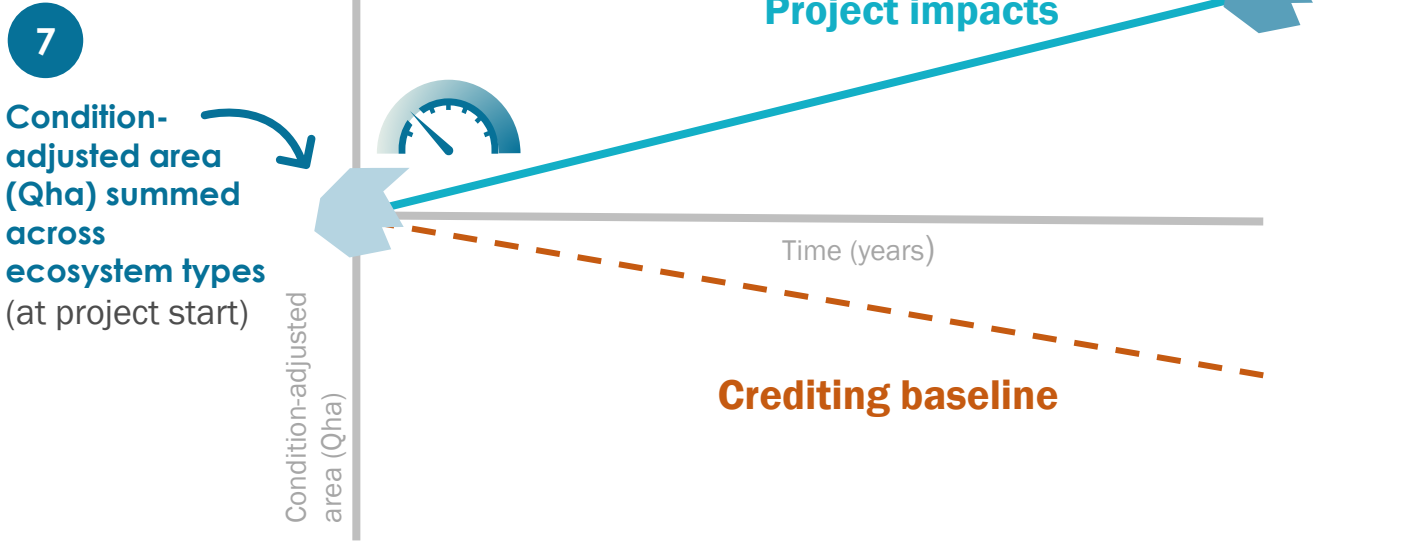 Project impacts
7
Condition-
adjusted area
(Qha) summed
across
ecosystem types
(at project start)
Time (years)
Condition-adjusted
area (Qha)
Crediting baseline